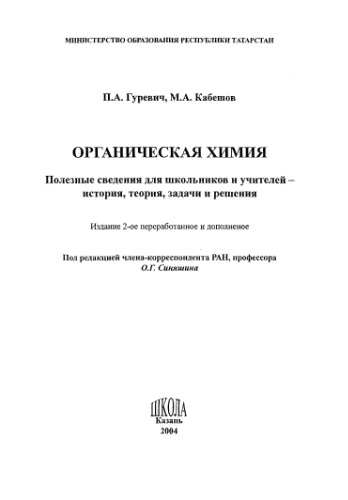 МИНИСТЕРСТВО ОБРАЗОВАНИЯ РЕСПУБЛИКИ ТАТАРСТАН
П.А. Гуревич, М.А. Кабешов
ОРГАНИЧЕСКАЯ ХИМИЯ
Полезные сведения для школьников и учителей –
история, теория, задачи и решения
Издание 2-ое переработанное и дополненое
Под редакцией члена-корреспондента РАН, профессора
О.Г. Синяшина
ШКОЛА
Казань
2004